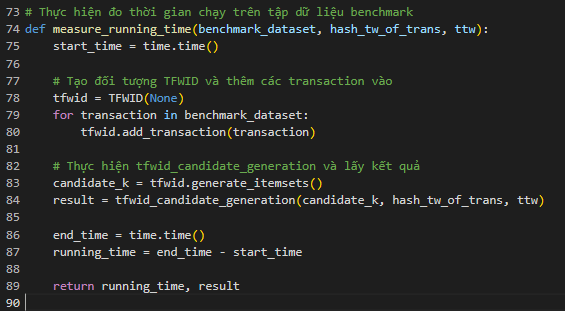 73 # Thực hiện đo thời gian chạy trên tập dữ liệu benchmark
74 def measure_running_time(benchmark_dataset, hash_tw_of_trans, ttw):
75     start_time = time.time()
76
77     # Tạo đối tượng TFWID và thêm các transaction vào
78     tfwid = TFWID(None)
79     for transaction in benchmark_dataset:
80         tfwid.add_transaction(transaction)
81
82     # Thực hiện tfwid_candidate_generation và lấy kết quả
83     candidate_k = tfwid.generate_itemsets()
84     result = tfwid_candidate_generation(candidate_k, hash_tw_of_trans, ttw)
85
86     end_time = time.time()
87     running_time = end_time - start_time
88
89     return running_time, result
90